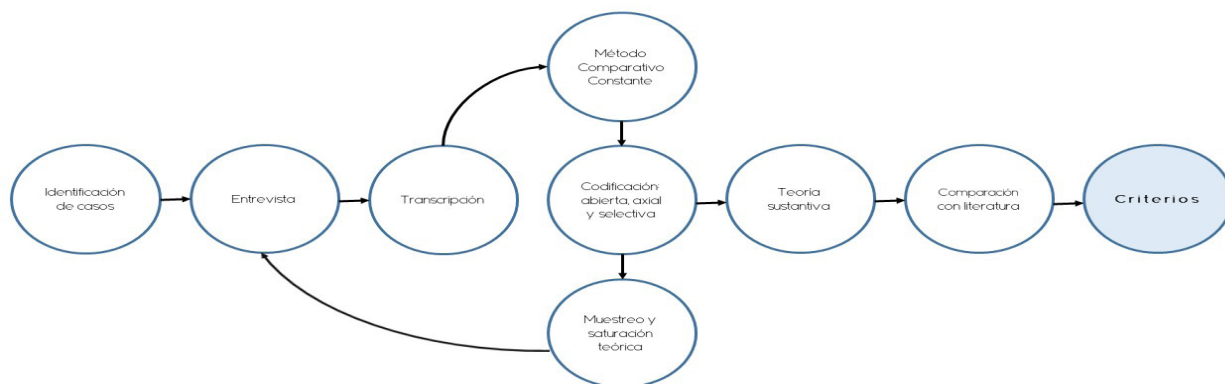 Método
Comparativo
Constante
Identificación
de casos
Entrevista
Transcripción
Codificación:
abierta, axial
y selectiva
Teoría
sustantiva
Comparación
con literatura
Criterios
Muestreo y
saturación
teórica